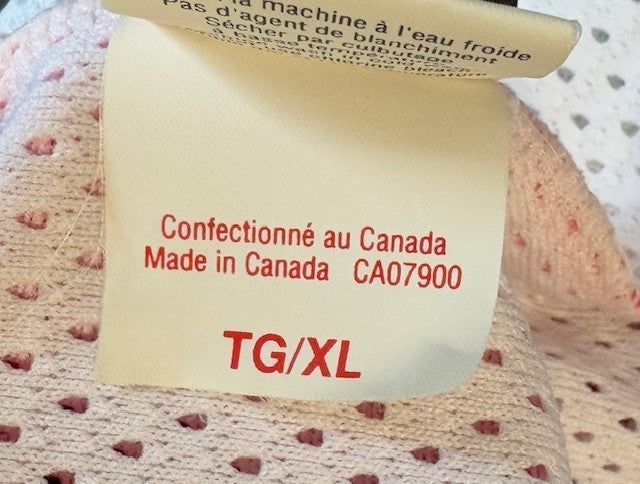 la machine à l'eau froide
Pas d'agent de blanchiment
Sécher par culbutage
à basse
Confectionné au Canada
Made in Canada CA07900
TG/XL